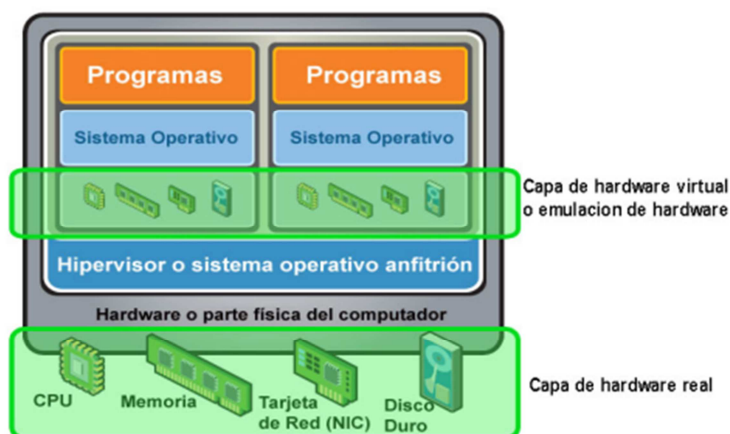 Programas
Programas
Sistema Operativo
Sistema Operativo
Capa de hardware virtual
o emulacion de hardware
Hipervisor o sistema operativo anfitrión
Hardware o parte física del computador
CPU
Memoria
Tarjeta
de Red (NIC)
Disco
Duro
Capa de hardware real